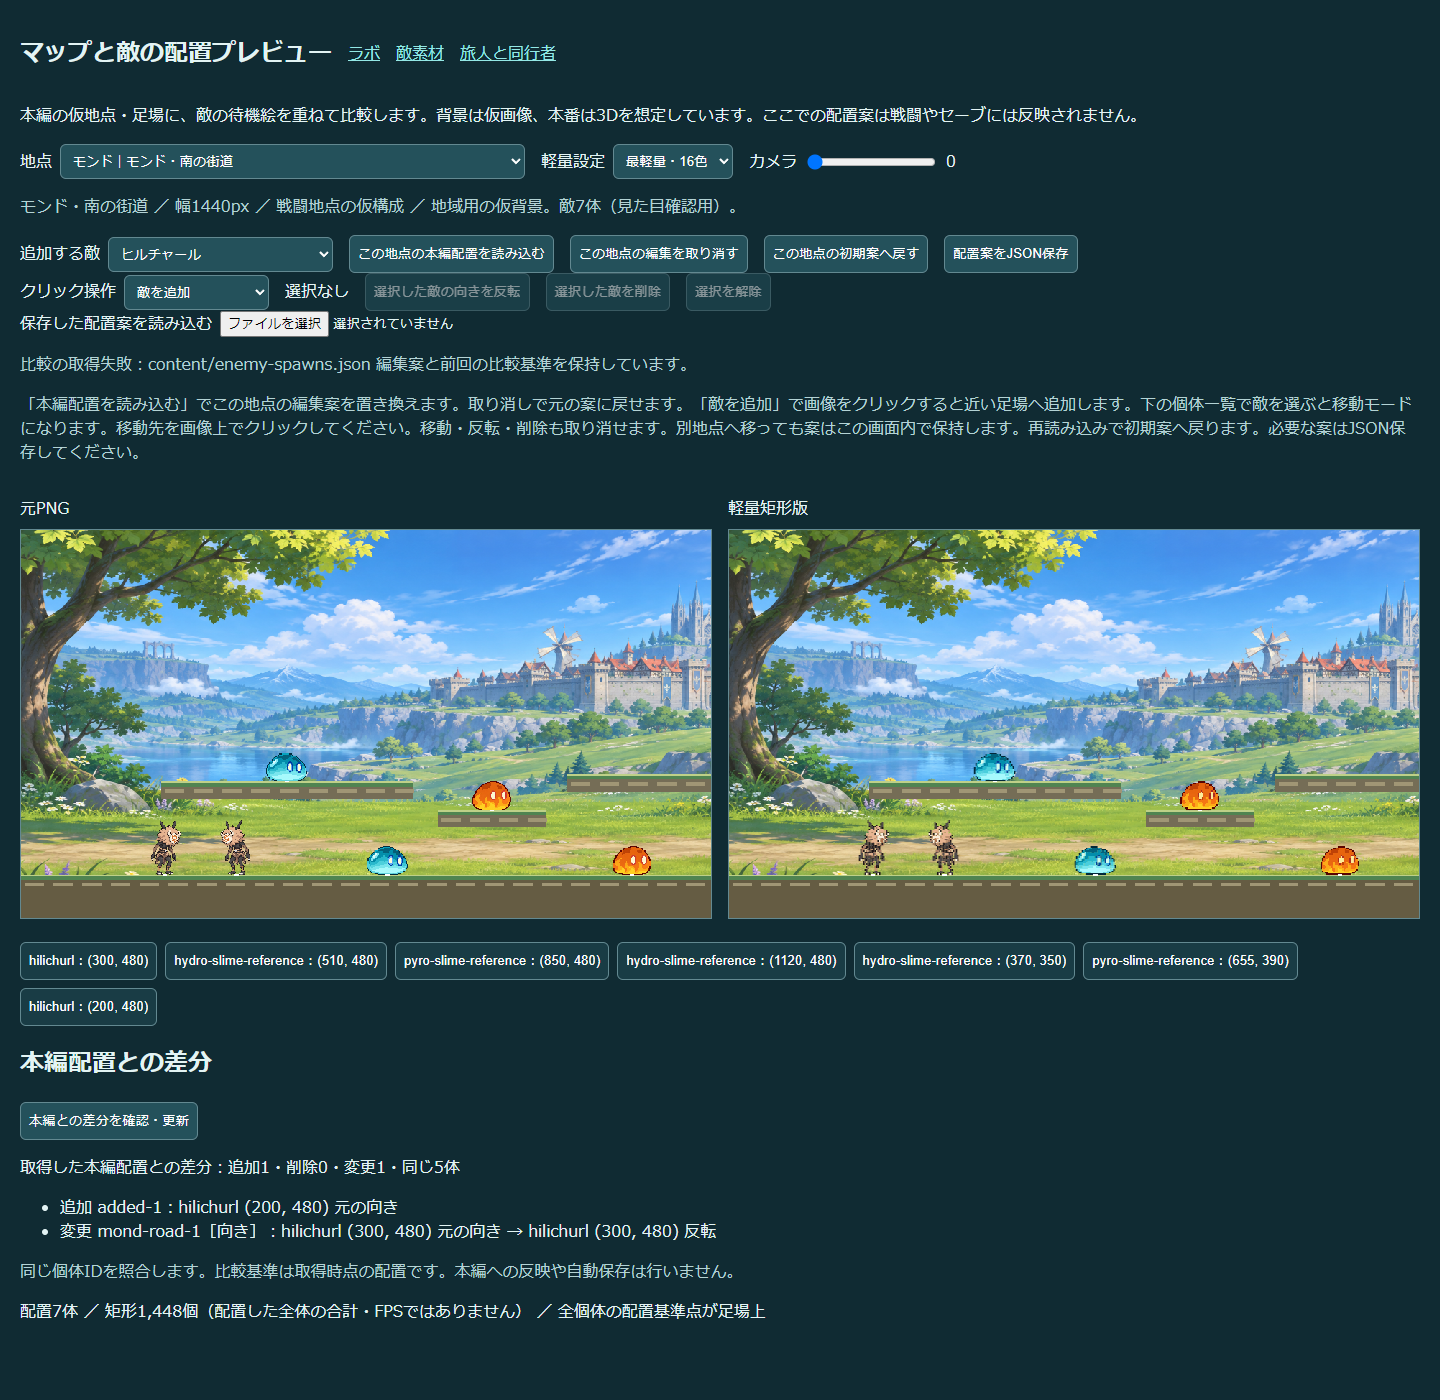 マップと敵の配置プレビュー ラボ 敵素材 旅人と同行者
本編の仮地点・足場に、敵の待機絵を重ねて比較します。背景は仮画像、本番は3Dを想定しています。ここでの配置案は戦闘やセーブには反映されません。
地点 モンド | モンド・南の街道 軽量設定 最軽量・16色 カメラ 0
モンド・南の街道 ／ 幅1440px ／ 戦闘地点の仮構成 ／ 地域用の仮背景。敵7体（見た目確認用）。
追加する敵 ヒルチャール この地点の本編配置を読み込む この地点の編集を取り消す この地点の初期案へ戻す 配置案をJSON保存
クリック操作 敵を追加 選択なし 選択した敵の向きを反転 選択した敵を削除 選択を解除
保存した配置案を読み込む ファイルを選択 選択されていません
比較の取得失敗：content/enemy-spawns.json 編集案と前回の比較基準を保持しています。
「本編配置を読み込む」でこの地点の編集案を置き換えます。取り消しで元の案に戻せます。「敵を追加」で画像をクリックすると近い足場へ追加します。下の個体一覧で敵を選ぶと移動モード
になります。移動先を画像上でクリックしてください。移動・反転・削除も取り消せます。別地点へ移っても案はこの画面内で保持します。再読み込みで初期案へ戻ります。必要な案はJSON保
存してください。
元PNG 軽量矩形版
hilichurl：(300, 480) hydro-slime-reference：(510, 480) pyro-slime-reference：(850, 480) hydro-slime-reference：(1120, 480) hydro-slime-reference：(370, 350) pyro-slime-reference：(655, 390)
hilichurl：(200, 480)
本編配置との差分
本編との差分を確認・更新
取得した本編配置との差分：追加1・削除0・変更1・同じ5体
• 追加 added-1：hilichurl (200, 480) 元の向き
• 変更 mond-road-1［向き］：hilichurl (300, 480) 元の向き → hilichurl (300, 480) 反転
同じ個体IDを照合します。比較基準は取得時点の配置です。本編への反映や自動保存は行いません。
配置7体 ／ 矩形1,448個（配置した全体の合計・FPSではありません） ／ 全個体の配置基準点が足場上